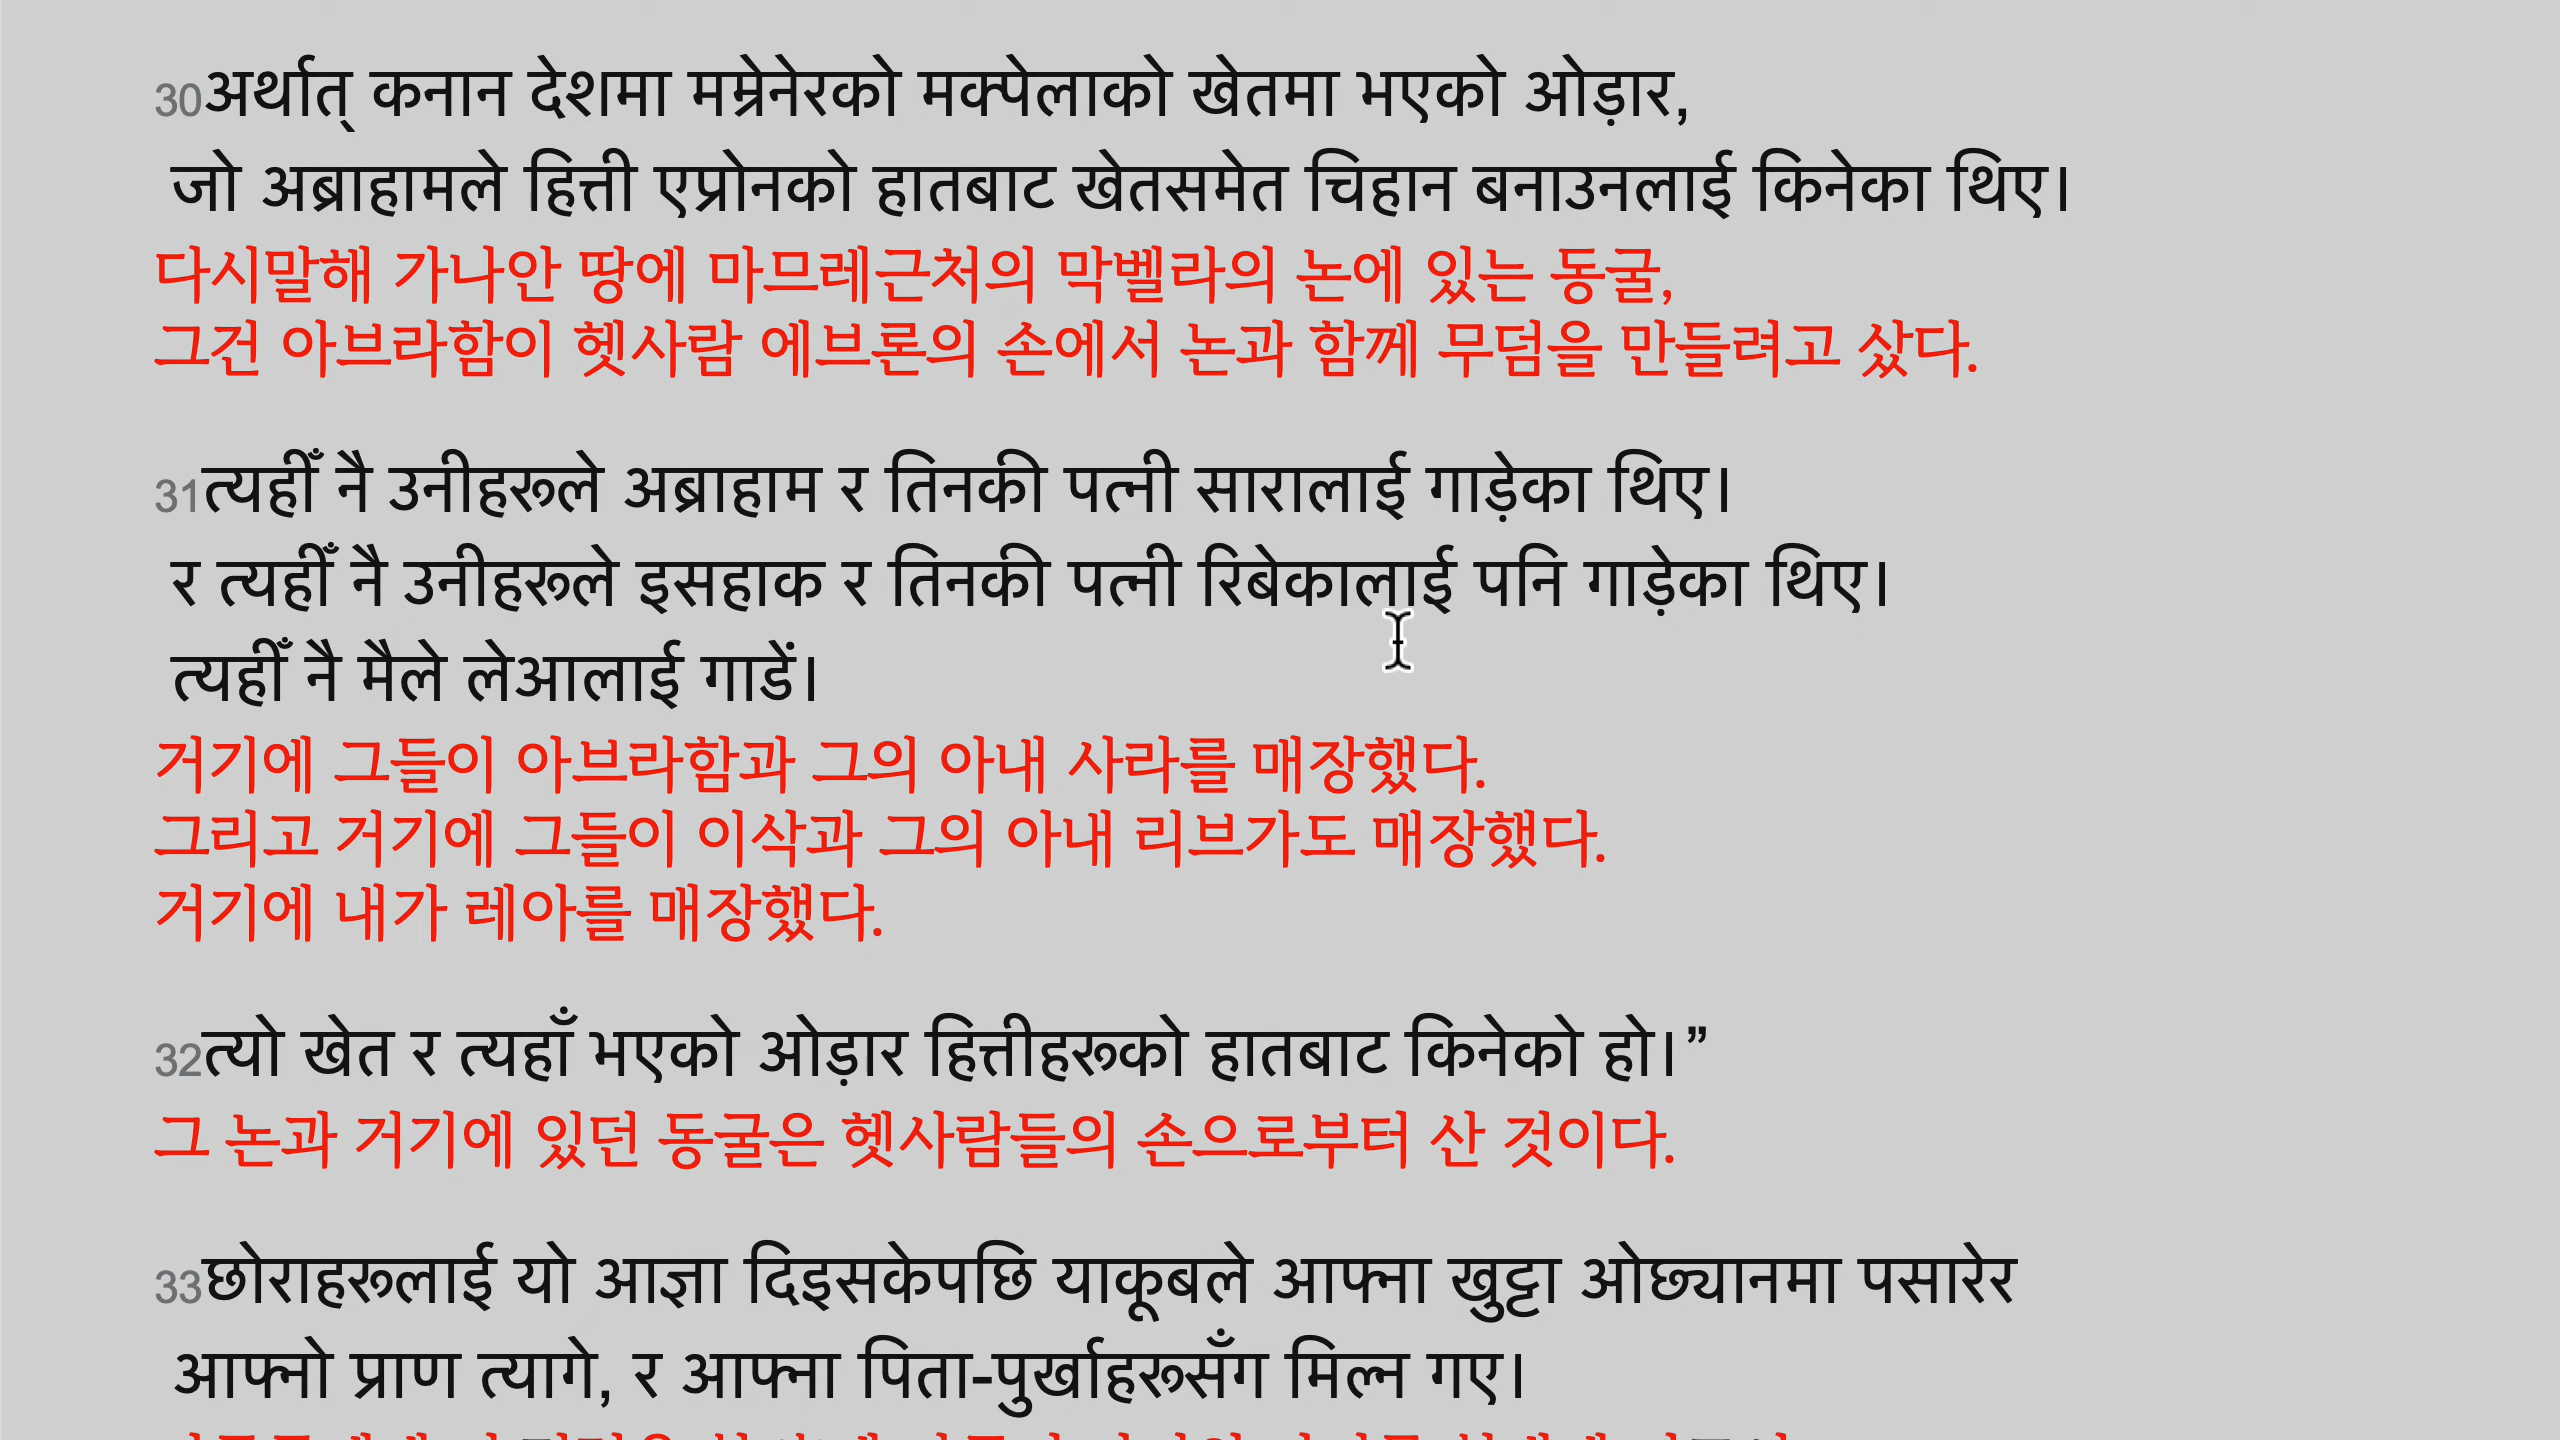 30अर्थात् कनान देशमा मम्रेनेरको मक्पेलाको खेतमा भएको ओड़ार,
जो अब्राहामले हित्ती एप्रोनको हातबाट खेतसमेत चिहान बनाउनलाई किनेका थिए।
다시말해 가나안 땅에 마므레근처의 막벨라의 논에 있는 동굴,
그건 아브라함이 헷사람 에브론의 손에서 논과 함께 무덤을 만들려고 샀다.
31त्यहीँ नै उनीहरूले अब्राहाम र तिनकी पत्नी सारालाई गाड़ेका थिए।
र त्यहीँ नै उनीहरूले इसहाक र तिनकी पत्नी रिबेकालाई पनि गाड़ेका थिए।
त्यहीँ नै मैले लेआलाई गाडें।
거기에 그들이 아브라함과 그의 아내 사라를 매장했다.
그리고 거기에 그들이 이삭과 그의 아내 리브가도 매장했다.
거기에 내가 레아를 매장했다.
32त्यो खेत र त्यहाँ भएको ओड़ार हित्तीहरूको हातबाट किनेको हो।”
그 논과 거기에 있던 동굴은 헷사람들의 손으로부터 산 것이다.
33छोराहरूलाई यो आज्ञा दिइसकेपछि याकूबले आफ्ना खुट्टा ओछ्यानमा पसारेर
आफ्नो प्राण त्यागे, र आफ्ना पिता-पुर्खाहरूसँग मिल्न गए।